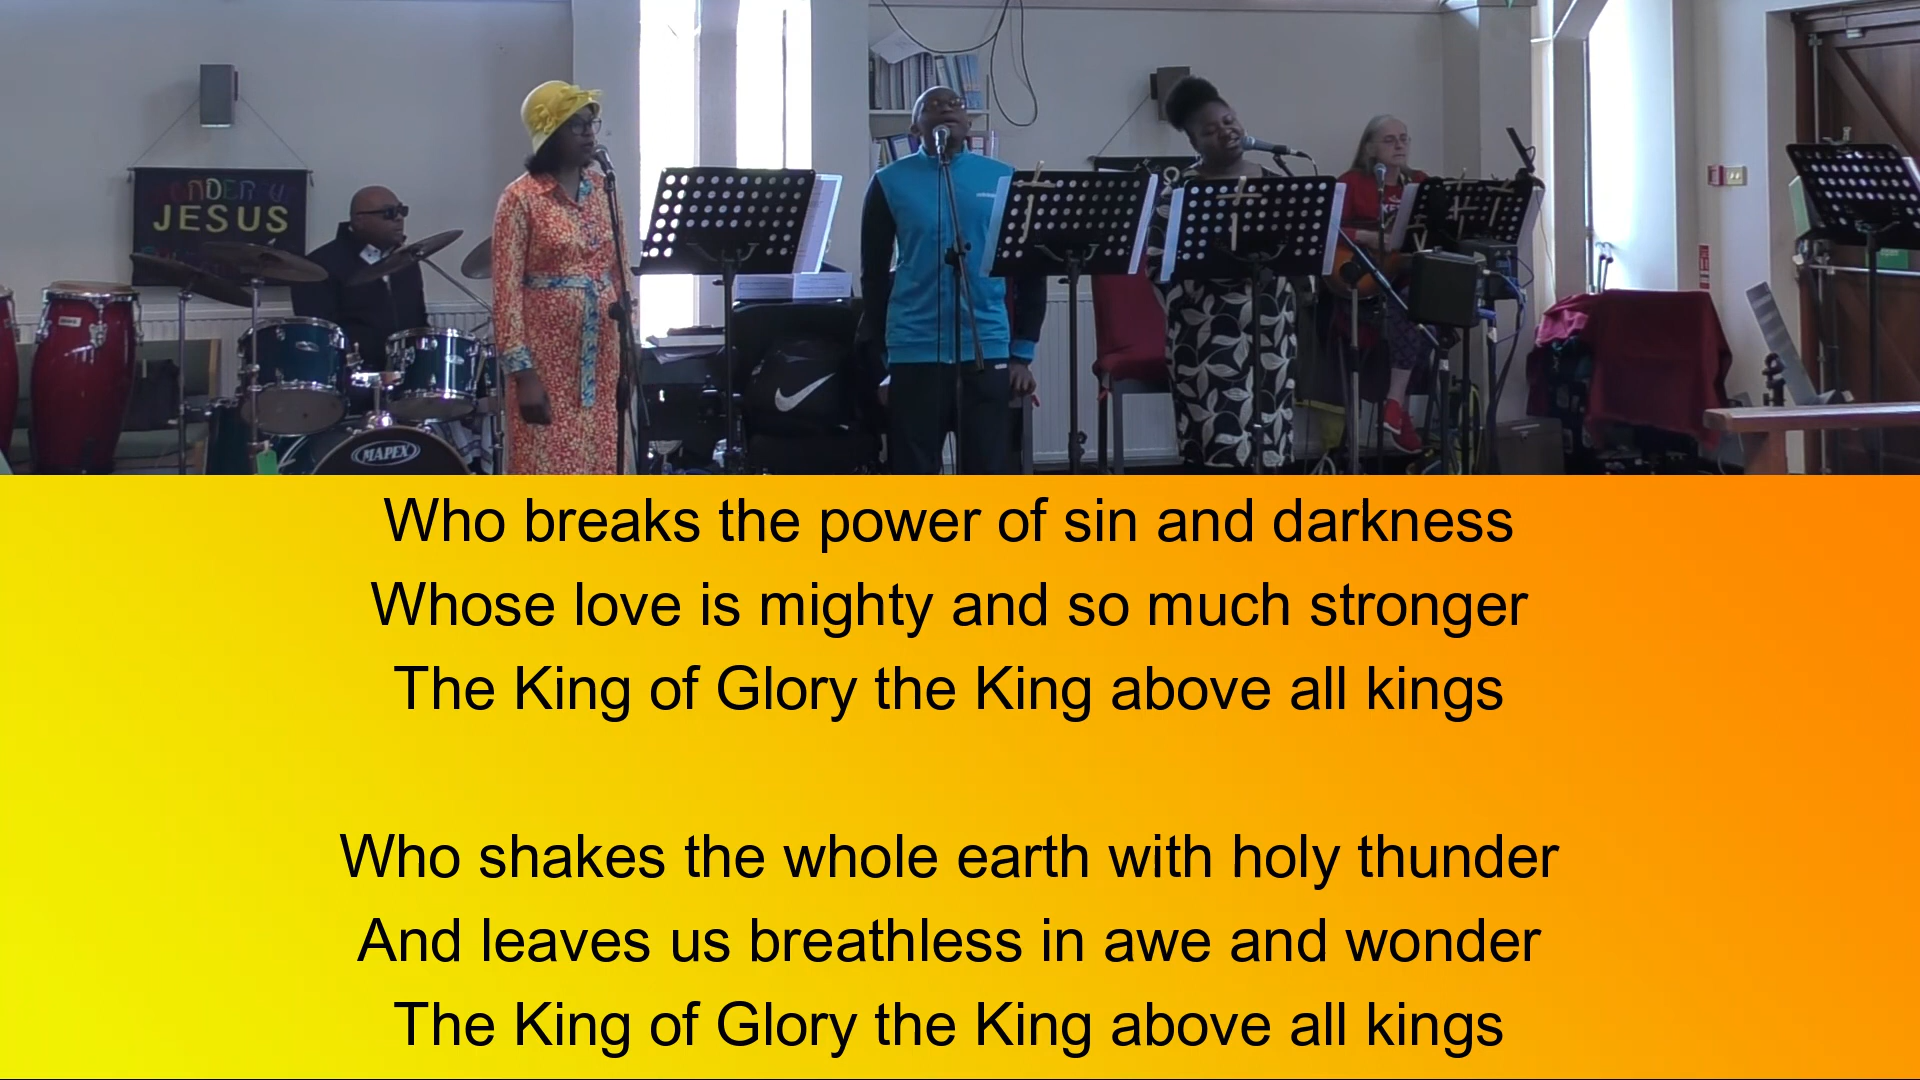 JESUS
MAPEX
Who breaks the power of sin and darkness
Whose love is mighty and so much stronger
The King of Glory the King above all kings
Who shakes the whole earth with holy thunder
And leaves us breathless in awe and wonder
The King of Glory the King above all kings